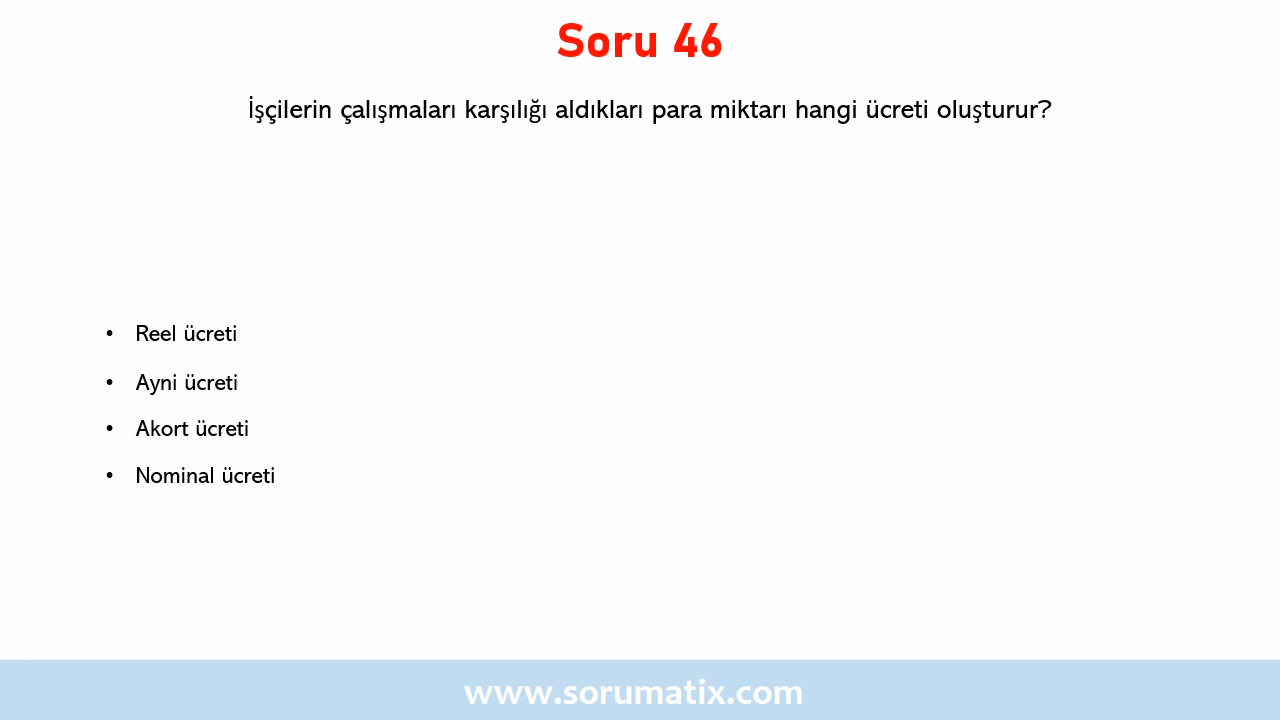 Soru 46
İşçilerin çalışmaları karşılığı aldıkları para miktarı hangi ücreti oluşturur?
• Reel ücreti
• Ayni ücreti
• Akort ücreti
• Nominal ücreti
www.sorumatix.com